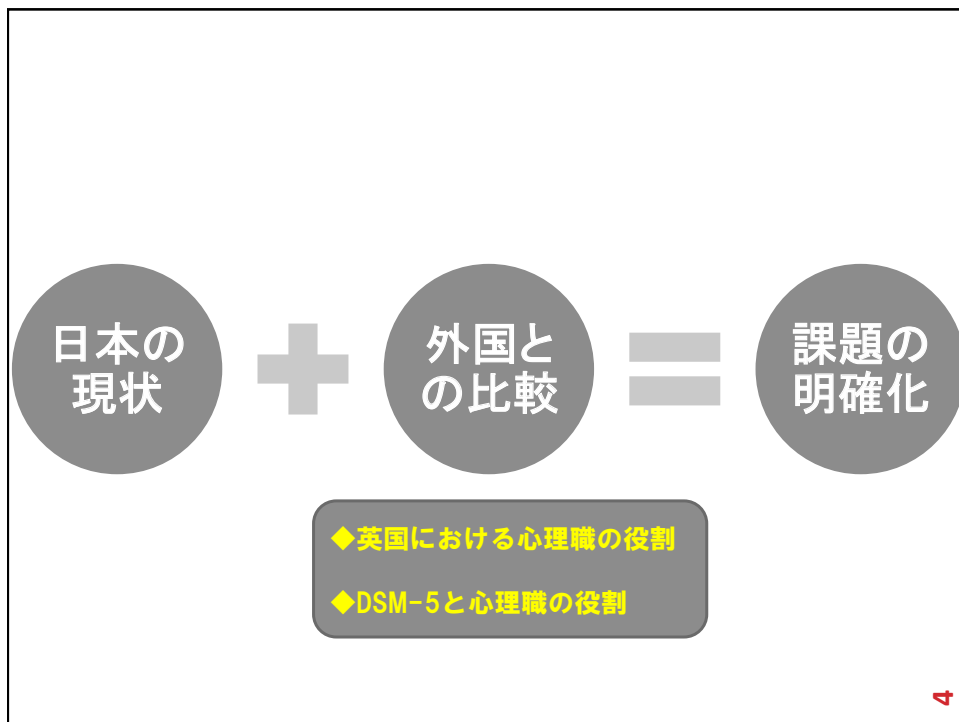 日本の
現状
外国と
の比較
課題の
明確化
◆英国における心理職の役割
◆DSM-5と心理職の役割
4